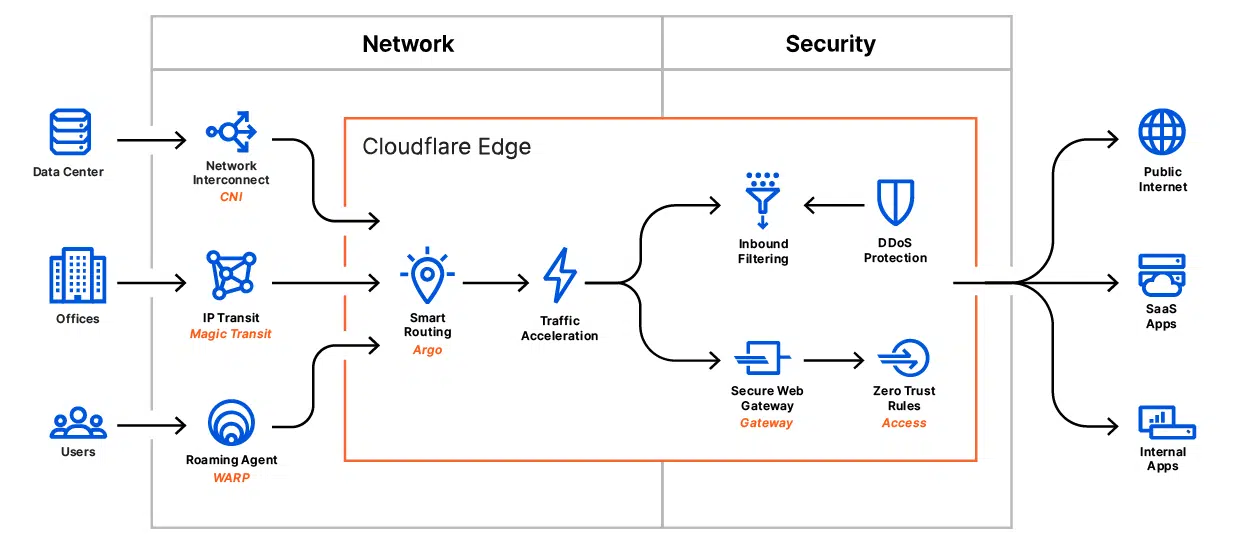 Network
Security
Cloudflare Edge
Data Center
Network
Interconnect
CNI
Inbound
Filtering
DDoS
Protection
Public
Internet
Offices
IP Transit
Magic Transit
Smart
Routing
Argo
Traffic
Acceleration
SaaS
Apps
Users
Roaming Agent
WARP
Secure Web
Gateway
Gateway
Zero Trust
Rules
Access
Internal
Apps